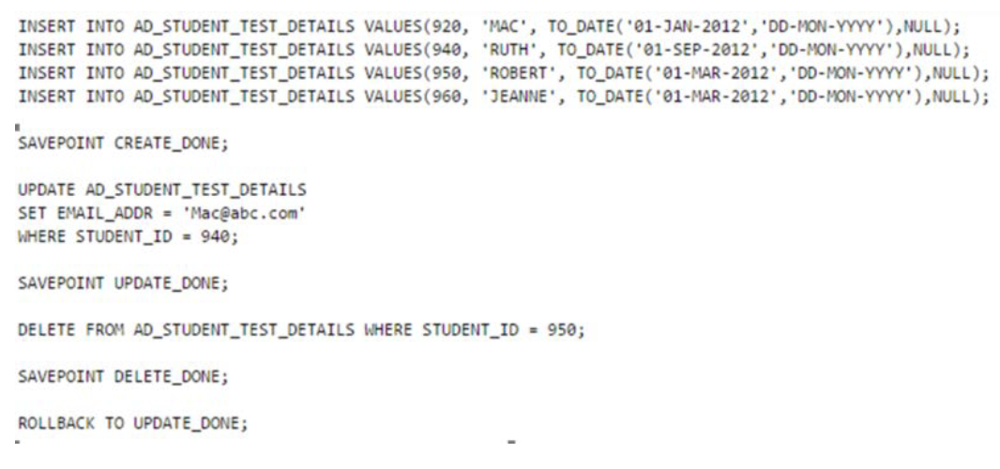 INSERT INTO AD_STUDENT_TEST_DETAILS VALUES(920, 'MAC', TO_DATE('01-JAN-2012','DD-MON-YYYY'),NULL);
INSERT INTO AD_STUDENT_TEST_DETAILS VALUES(940, 'RUTH', TO_DATE('01-SEP-2012','DD-MON-YYYY'),NULL);
INSERT INTO AD_STUDENT_TEST_DETAILS VALUES(950, 'ROBERT', TO_DATE('01-MAR-2012','DD-MON-YYYY'),NULL);
INSERT INTO AD_STUDENT_TEST_DETAILS VALUES(960, 'JEANNE', TO_DATE('01-MAR-2012','DD-MON-YYYY'),NULL);
SAVEPOINT CREATE_DONE;
UPDATE AD_STUDENT_TEST_DETAILS
SET EMAIL_ADDR = 'Mac@abc.com'
WHERE STUDENT_ID = 940;
SAVEPOINT UPDATE_DONE;
DELETE FROM AD_STUDENT_TEST_DETAILS WHERE STUDENT_ID = 950;
SAVEPOINT DELETE_DONE;
ROLLBACK TO UPDATE_DONE;